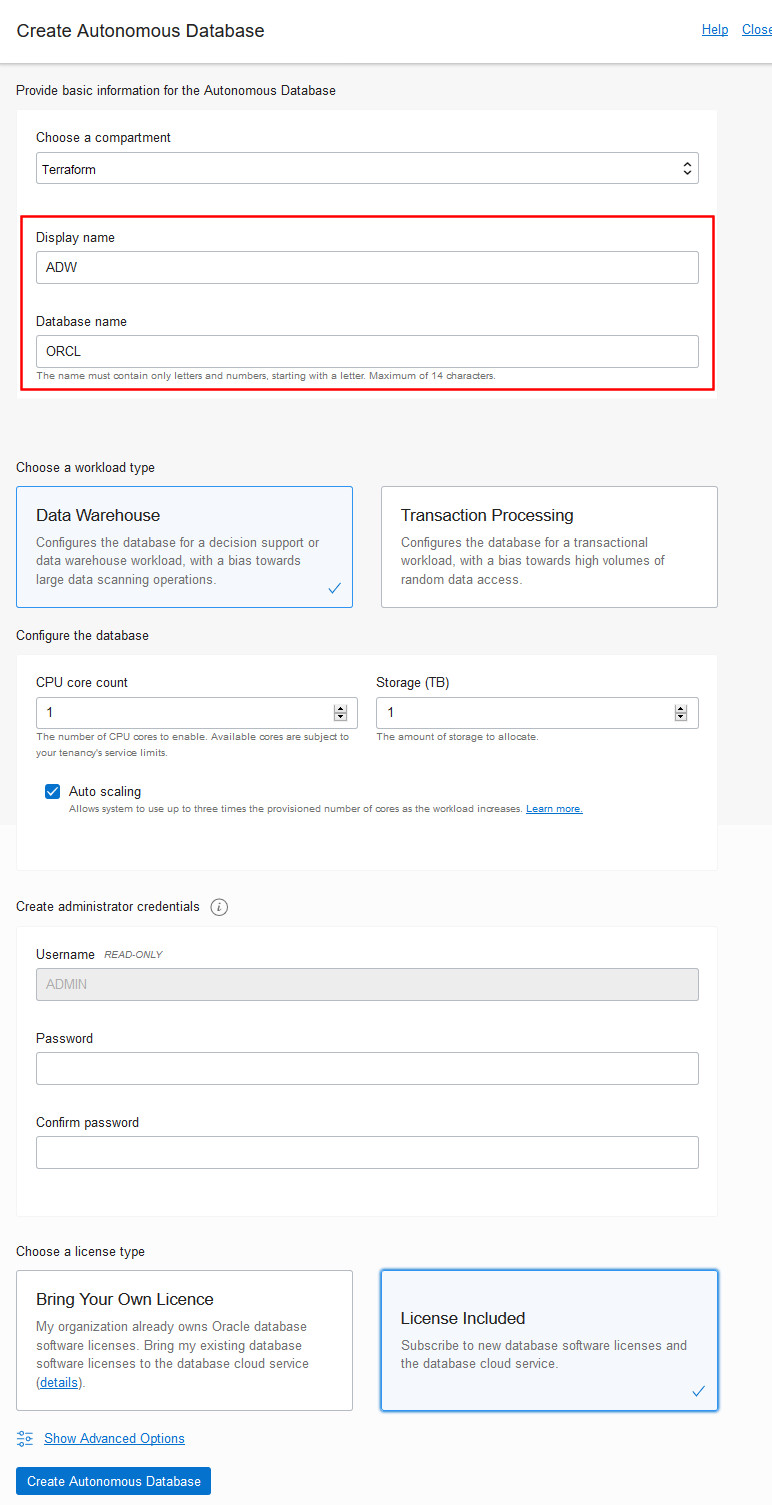 Create Autonomous Database
Help Close
Provide basic information for the Autonomous Database
Choose a compartment
Terraform
Display name
ADW
Database name
ORCL
The name must contain only letters and numbers, starting with a letter. Maximum of 14 characters.
Choose a workload type
Data Warehouse
Configures the database for a decision support or
data warehouse workload, with a bias towards
large data scanning operations.
Transaction Processing
Configures the database for a transactional
workload, with a bias towards high volumes of
random data access.
Configure the database
CPU core count
1
The number of CPU cores to enable. Available cores are subject to
your tenancy's service limits.
Storage (TB)
1
The amount of storage to allocate.
Auto scaling
Allows system to use up to three times the provisioned number of cores as the workload increases. Learn more.
Create administrator credentials i
Username READ-ONLY
ADMIN
Password
Confirm password
Choose a license type
Bring Your Own Licence
My organization already owns Oracle database
software licenses. Bring my existing database
software licenses to the database cloud service
(details).
License Included
Subscribe to new database software licenses and
the database cloud service.
Show Advanced Options
Create Autonomous Database